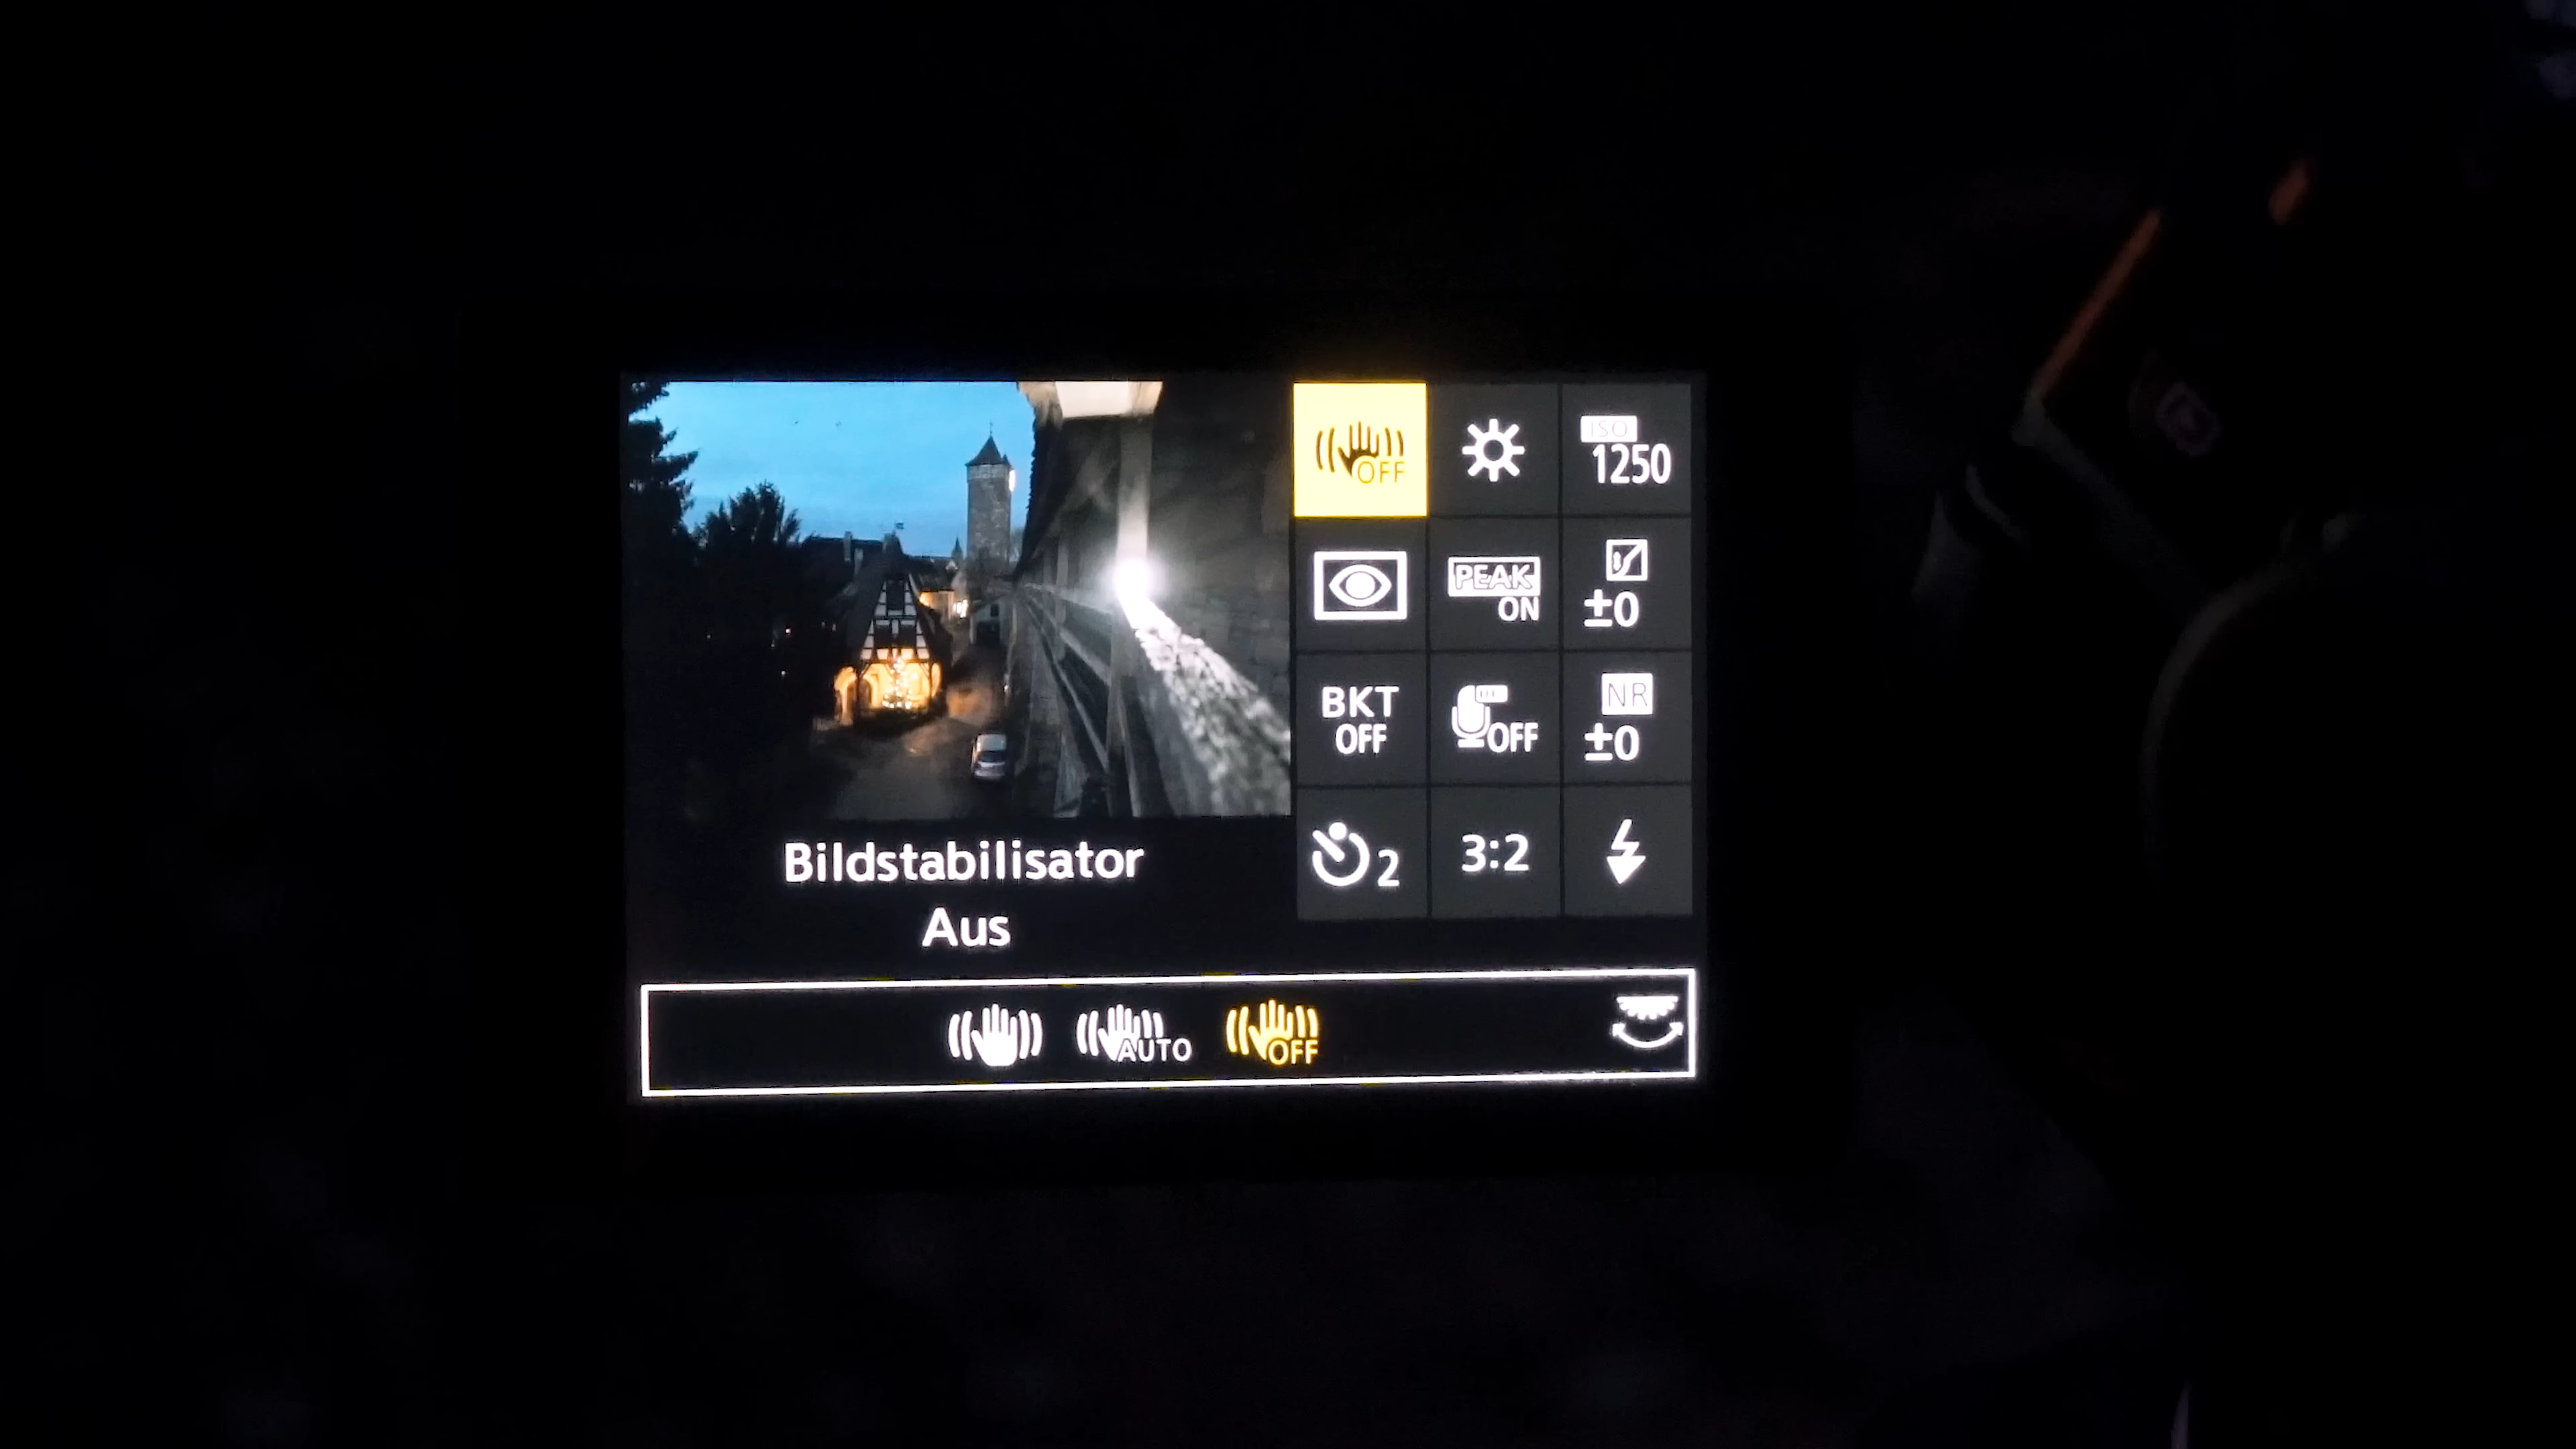 OFF
ISO
1250
PEAK
ON
±0
BKT
OFF
OFF
NR
±0
2
3:2
Bildstabilisator
Aus
AUTO
OFF